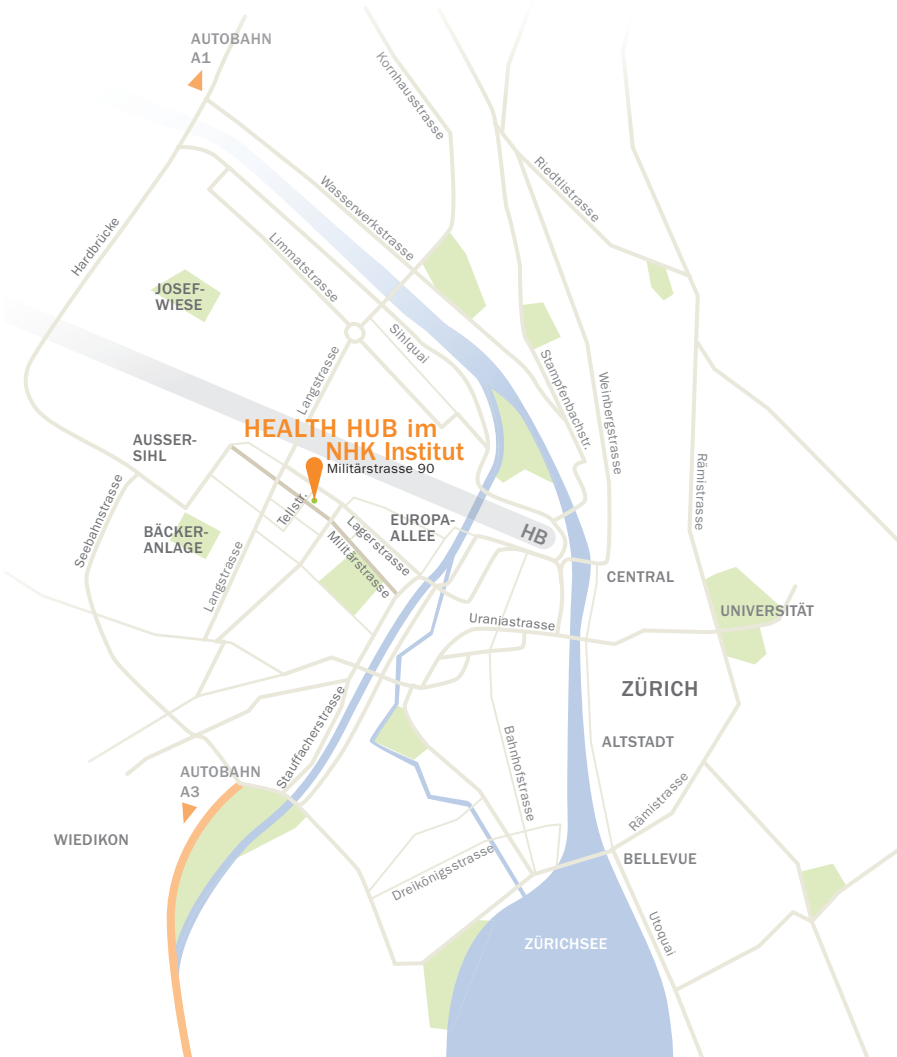 AUTOBAHN
A1
Kornhausstrasse
Riedtlistrasse
Wasserwerkstrasse
Hardbrücke
Limmatstrasse
JOSEF-
WIESE
Sihlquai
Langstrasse
Stampfenbachstr.
Weinbergstrasse
HEALTH HUB im
NHK Institut
Militärstrasse 90
AUSSER-
SIHL
Rämistrasse
Seebahnstrasse
Tellstr.
Lagerstrasse
EUROPA-
ALLEE
HB
BÄCKER-
ANLAGE
Militärstrasse
Langstrasse
CENTRAL
UNIVERSITÄT
Uraniastrasse
ZÜRICH
Stauffacherstrasse
Bahnhofstrasse
ALTSTADT
AUTOBAHN
A3
Rämistrasse
WIEDIKON
BELLEVUE
Dreikönigsstrasse
Utoquai
ZÜRICHSEE